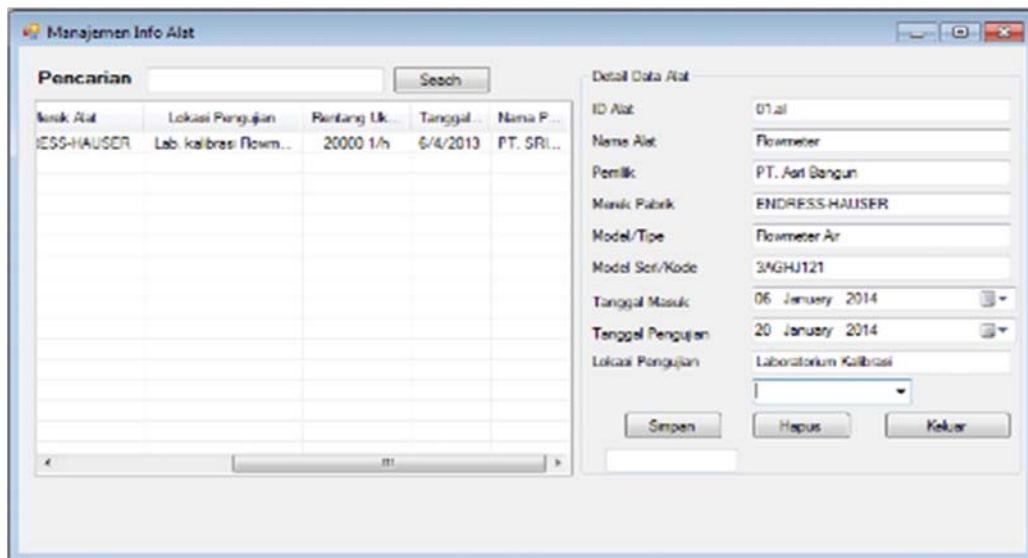 Manajemen Info Alat
Pencarian
Seach
Merek Alat Lokasi Pengujian Rentang Uk... Tanggal... Nama P...
ESS-HAUSER Lab. kalibrasi Flowm... 20000 1/h 6/4/2013 PT. SRI...
Detail Data Alat
ID Alat 01.al
Nama Alat Flowmeter
Pemilik PT. Asri Bangun
Merek Pabrik ENDRESS-HAUSER
Model/Tipe Flowmeter Air
Model Seri/Kode 3AGHJ121
Tanggal Masuk 06 January 2014
Tanggal Pengujian 20 January 2014
Lokasi Pengujian Laboratorium Kalibrasi
Simpan Hapus Keluar